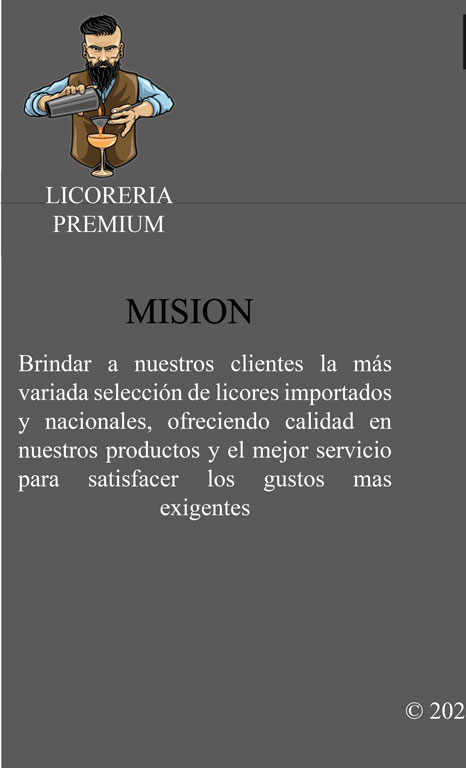 LICORERIA
PREMIUM
MISION
Brindar a nuestros clientes la más
variada selección de licores importados
y nacionales, ofreciendo calidad en
nuestros productos y el mejor servicio
para satisfacer los gustos mas
exigentes
© 202